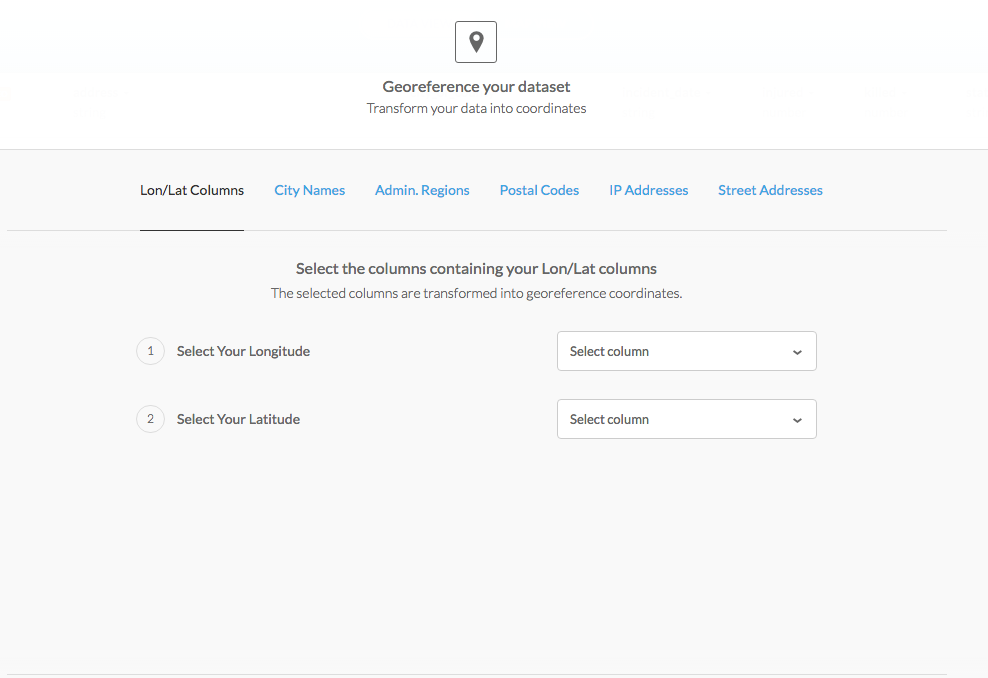 Georeference your dataset
Transform your data into coordinates
Lon/Lat Columns City Names Admin. Regions Postal Codes IP Addresses Street Addresses
Select the columns containing your Lon/Lat columns
The selected columns are transformed into georeference coordinates.
1 Select Your Longitude Select column
2 Select Your Latitude Select column